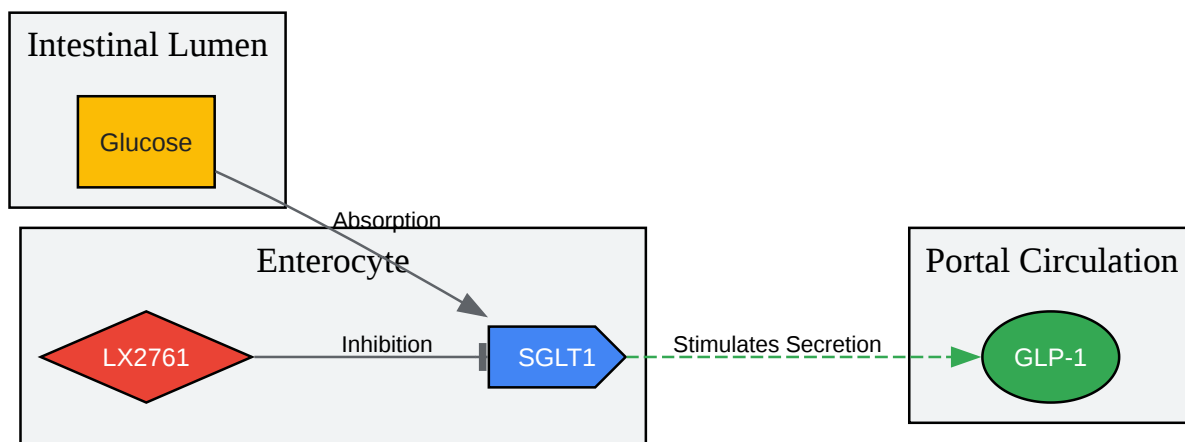 Intestinal Lumen
Glucose
Absorption
Enterocyte
Portal Circulation
LX2761
Inhibition
SGLT1
Stimulates Secretion
GLP-1